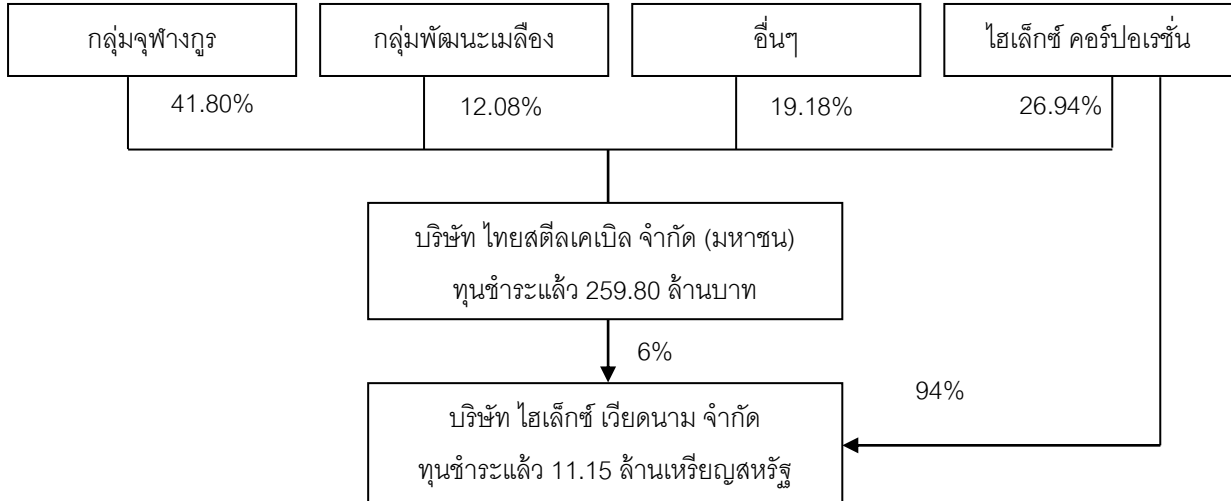 กลุ่มจุฬางกูร
กลุ่มพัฒนะเมลือง
อื่นๆ
ไฮเล็กซ์ คอร์ปอเรชั่น
41.80%
12.08%
19.18%
26.94%
บริษัท ไทยสตีลเคเบิล จำกัด (มหาชน)
ทุนชำระแล้ว 259.80 ล้านบาท
6%
94%
บริษัท ไฮเล็กซ์ เวียดนาม จำกัด
ทุนชำระแล้ว 11.15 ล้านเหรียญสหรัฐ